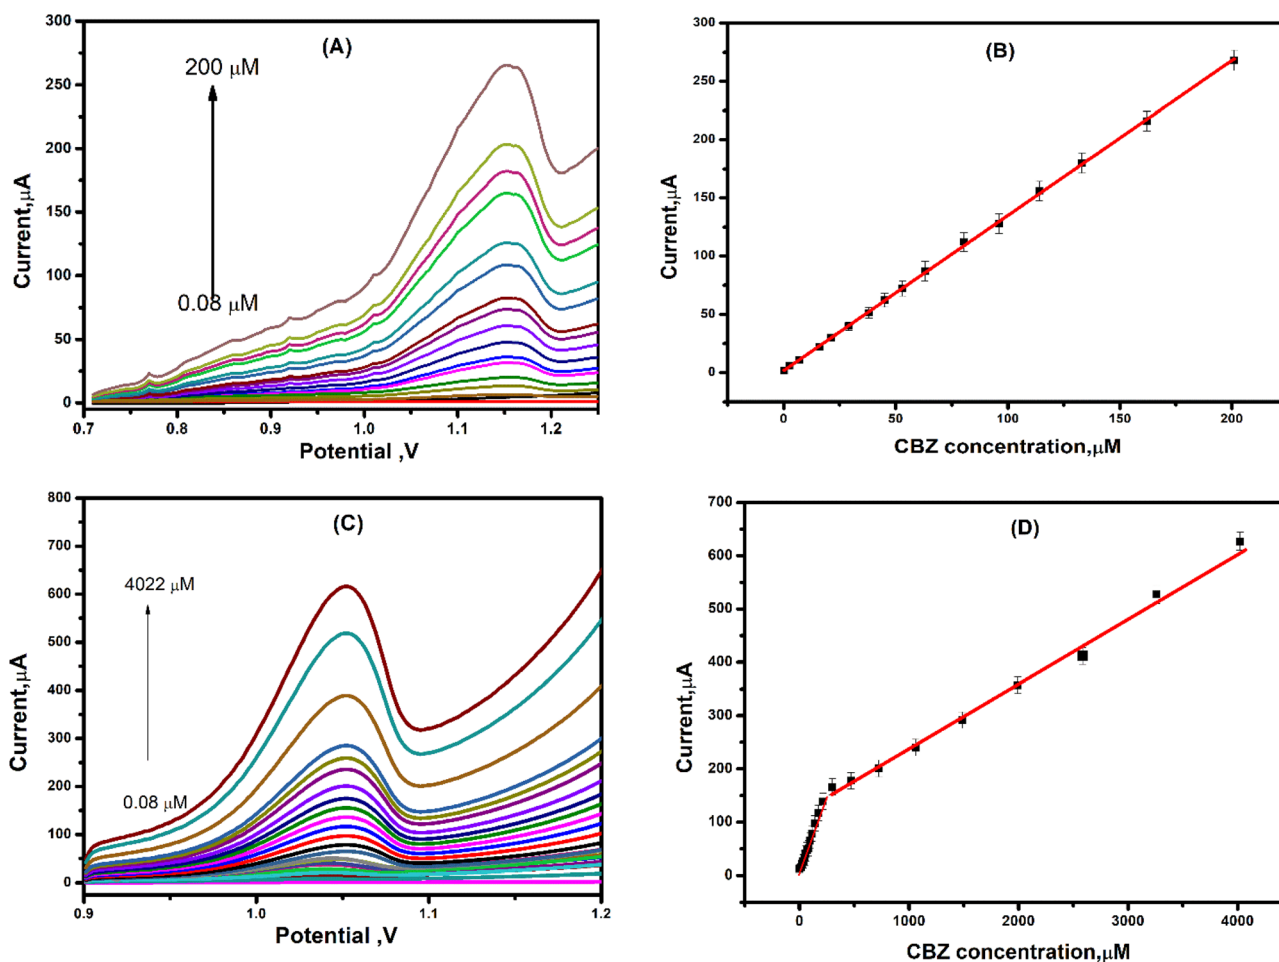 (A)
200 µM
0.08 µM
300
250
200
150
100
50
0
0.7 0.8 0.9 1.0 1.1 1.2
Current,µA
Potential ,V
(B)
300
250
200
150
100
50
0
0 50 100 150 200
Current,µA
CBZ concentration,µM
(C)
4022 µM
0.08 µM
800
700
600
500
400
300
200
100
0
0.9 1.0 1.1 1.2
Current,µA
Potential ,V
(D)
700
600
500
400
300
200
100
0
0 1000 2000 3000 4000
Current,µA
CBZ concentration,µM